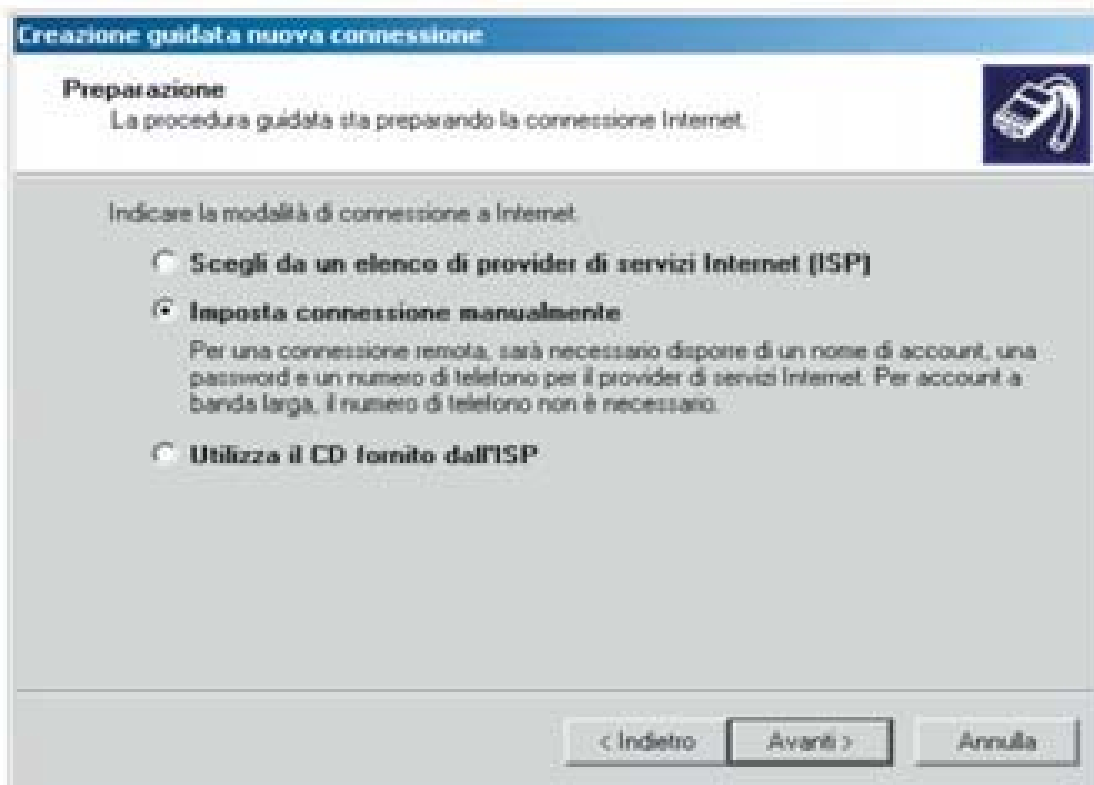 Creazione guidata nuova connessione
Preparazione
La procedura guidata sta preparando la connessione Internet.
Indicare la modalità di connessione a Internet.
Scegli da un elenco di provider di servizi Internet (ISP)
Imposta connessione manualmente
Per una connessione remota, sarà necessario disporre di un nome di account, una
password e un numero di telefono per il provider di servizi Internet. Per account a
banda larga, il numero di telefono non è necessario.
Utilizza il CD fornito dall'ISP
< Indietro
Avanti >
Annulla